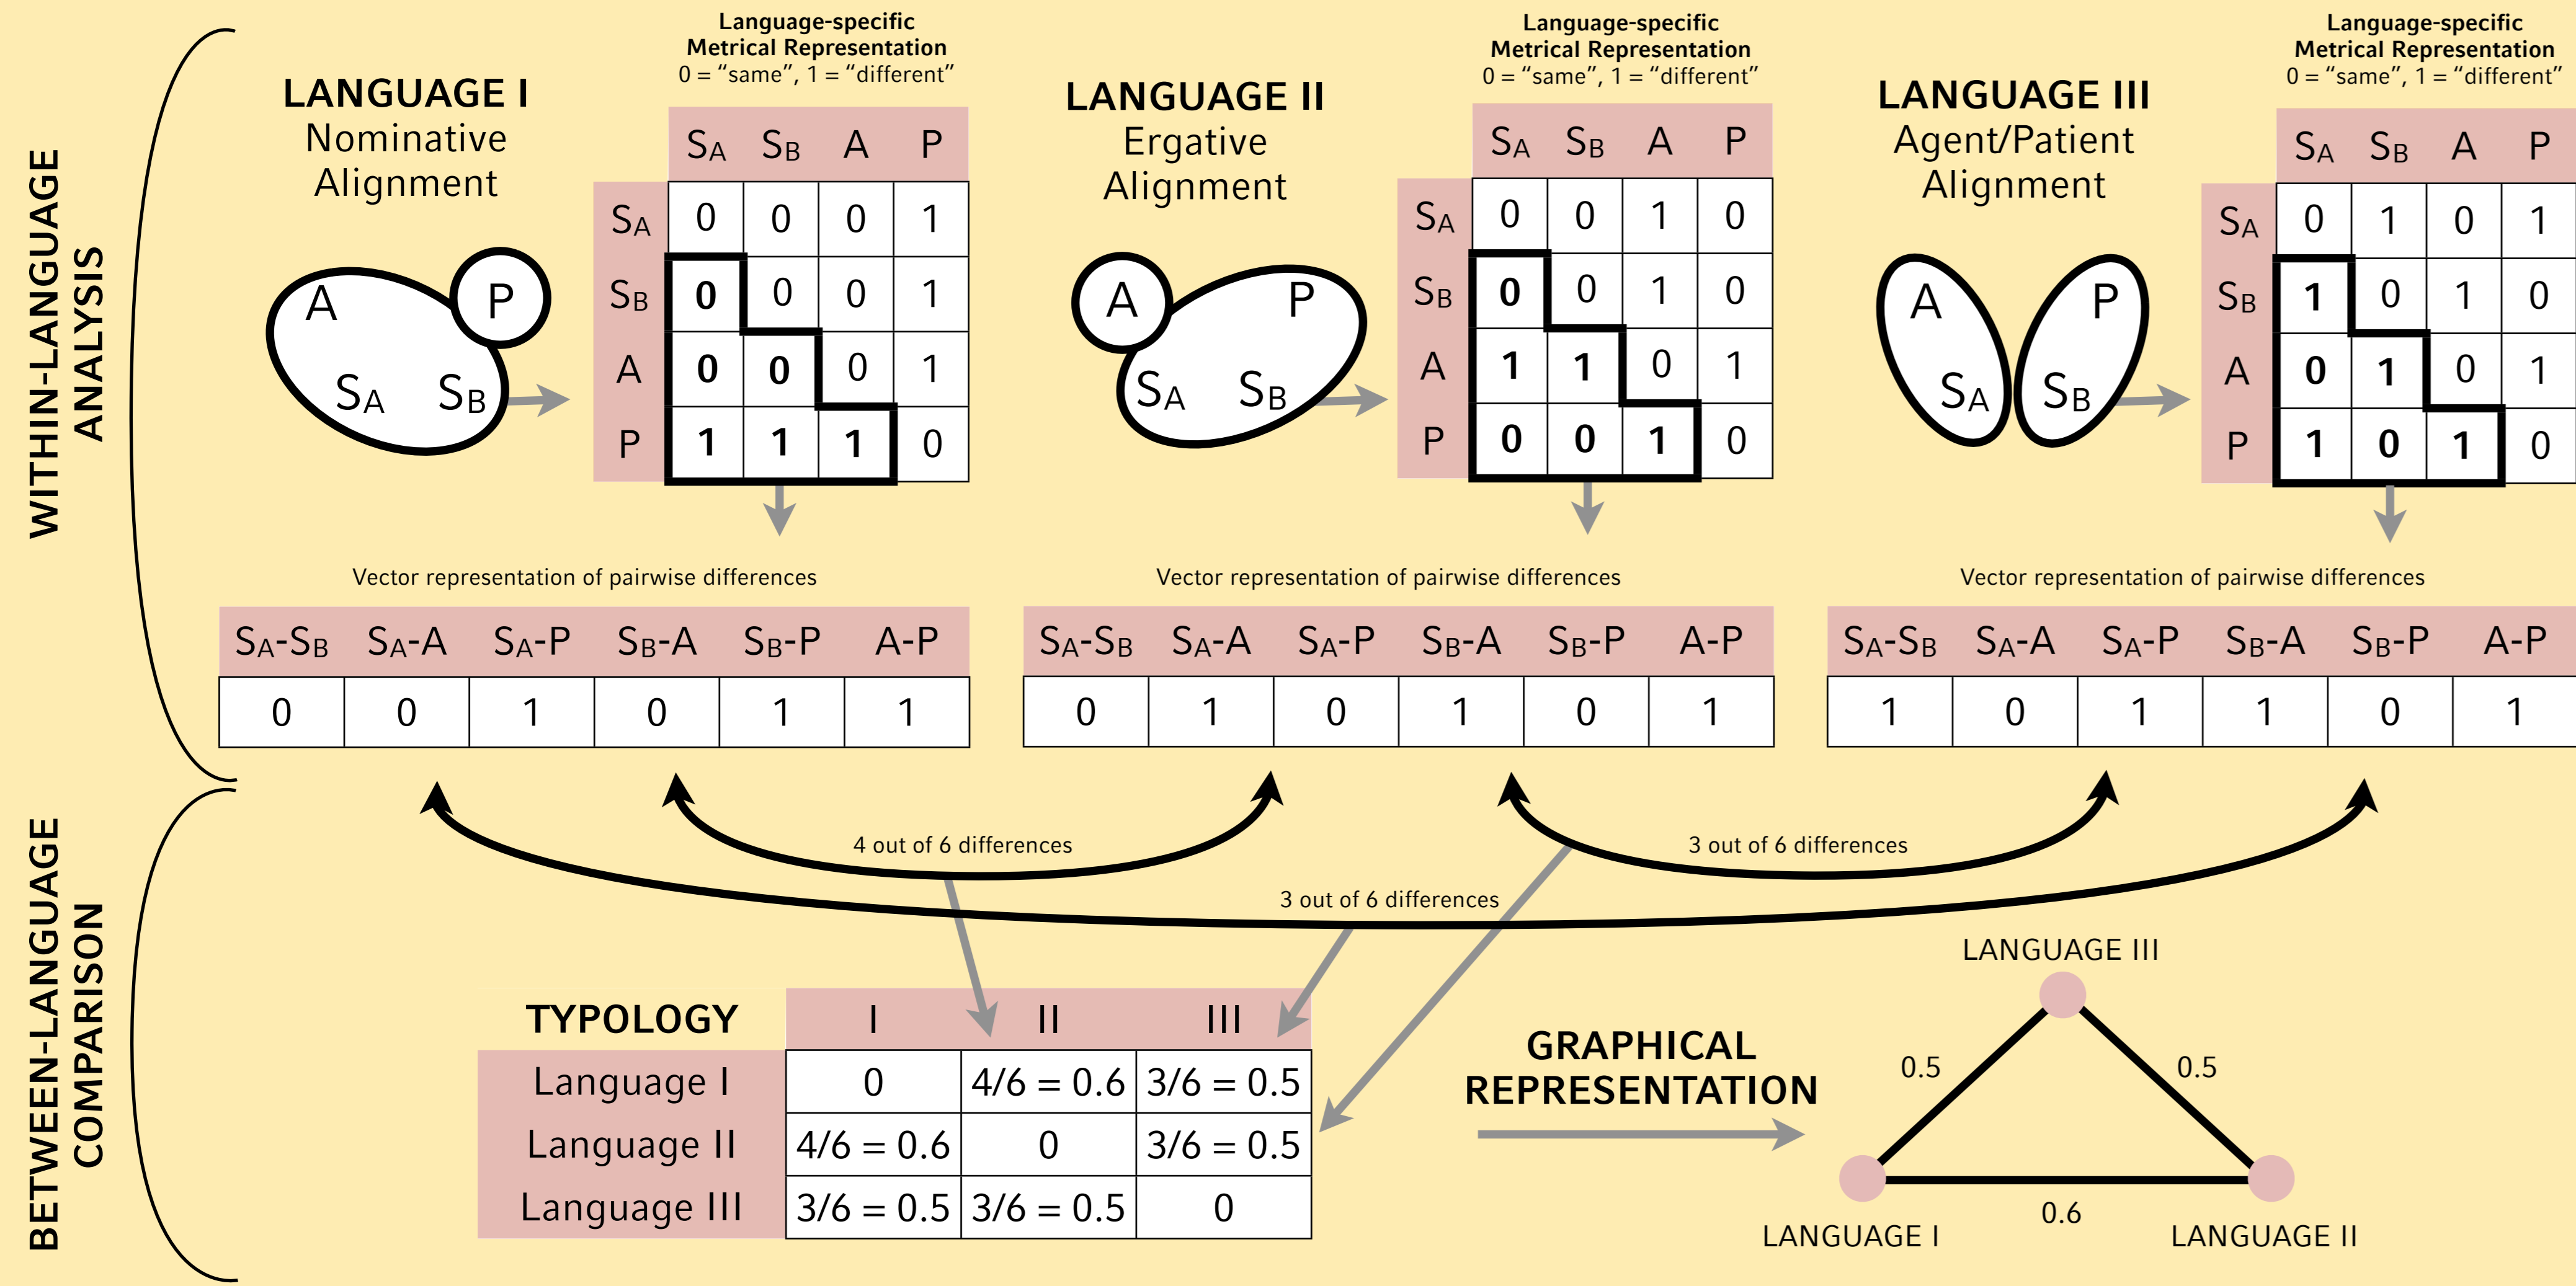 WITHIN-LANGUAGE
ANALYSIS
LANGUAGE I
Nominative
Alignment
A
P
SA SB
Language-specific
Metrical Representation
0 = “same”, 1 = “different”
SA SB A P
SA 0 0 0 1
SB 0 0 0 1
A 0 0 0 1
P 1 1 1 0
LANGUAGE II
Ergative
Alignment
A
P
SA SB
Language-specific
Metrical Representation
0 = “same”, 1 = “different”
SA SB A P
SA 0 0 1 0
SB 0 0 1 0
A 1 1 0 1
P 0 0 1 0
LANGUAGE III
Agent/Patient
Alignment
A P
SA SB
Language-specific
Metrical Representation
0 = “same”, 1 = “different”
SA SB A P
SA 0 1 0 1
SB 1 0 1 0
A 0 1 0 1
P 1 0 1 0
Vector representation of pairwise differences
SA-SB SA-A SA-P SB-A SB-P A-P
0 0 1 0 1 1
Vector representation of pairwise differences
SA-SB SA-A SA-P SB-A SB-P A-P
0 1 0 1 0 1
Vector representation of pairwise differences
SA-SB SA-A SA-P SB-A SB-P A-P
1 0 1 1 0 1
BETWEEN-LANGUAGE
COMPARISON
4 out of 6 differences
3 out of 6 differences
3 out of 6 differences
TYPOLOGY I II III
Language I 0 4/6 = 0.6 3/6 = 0.5
Language II 4/6 = 0.6 0 3/6 = 0.5
Language III 3/6 = 0.5 3/6 = 0.5 0
GRAPHICAL
REPRESENTATION
LANGUAGE III
0.5 0.5
0.6
LANGUAGE I LANGUAGE II